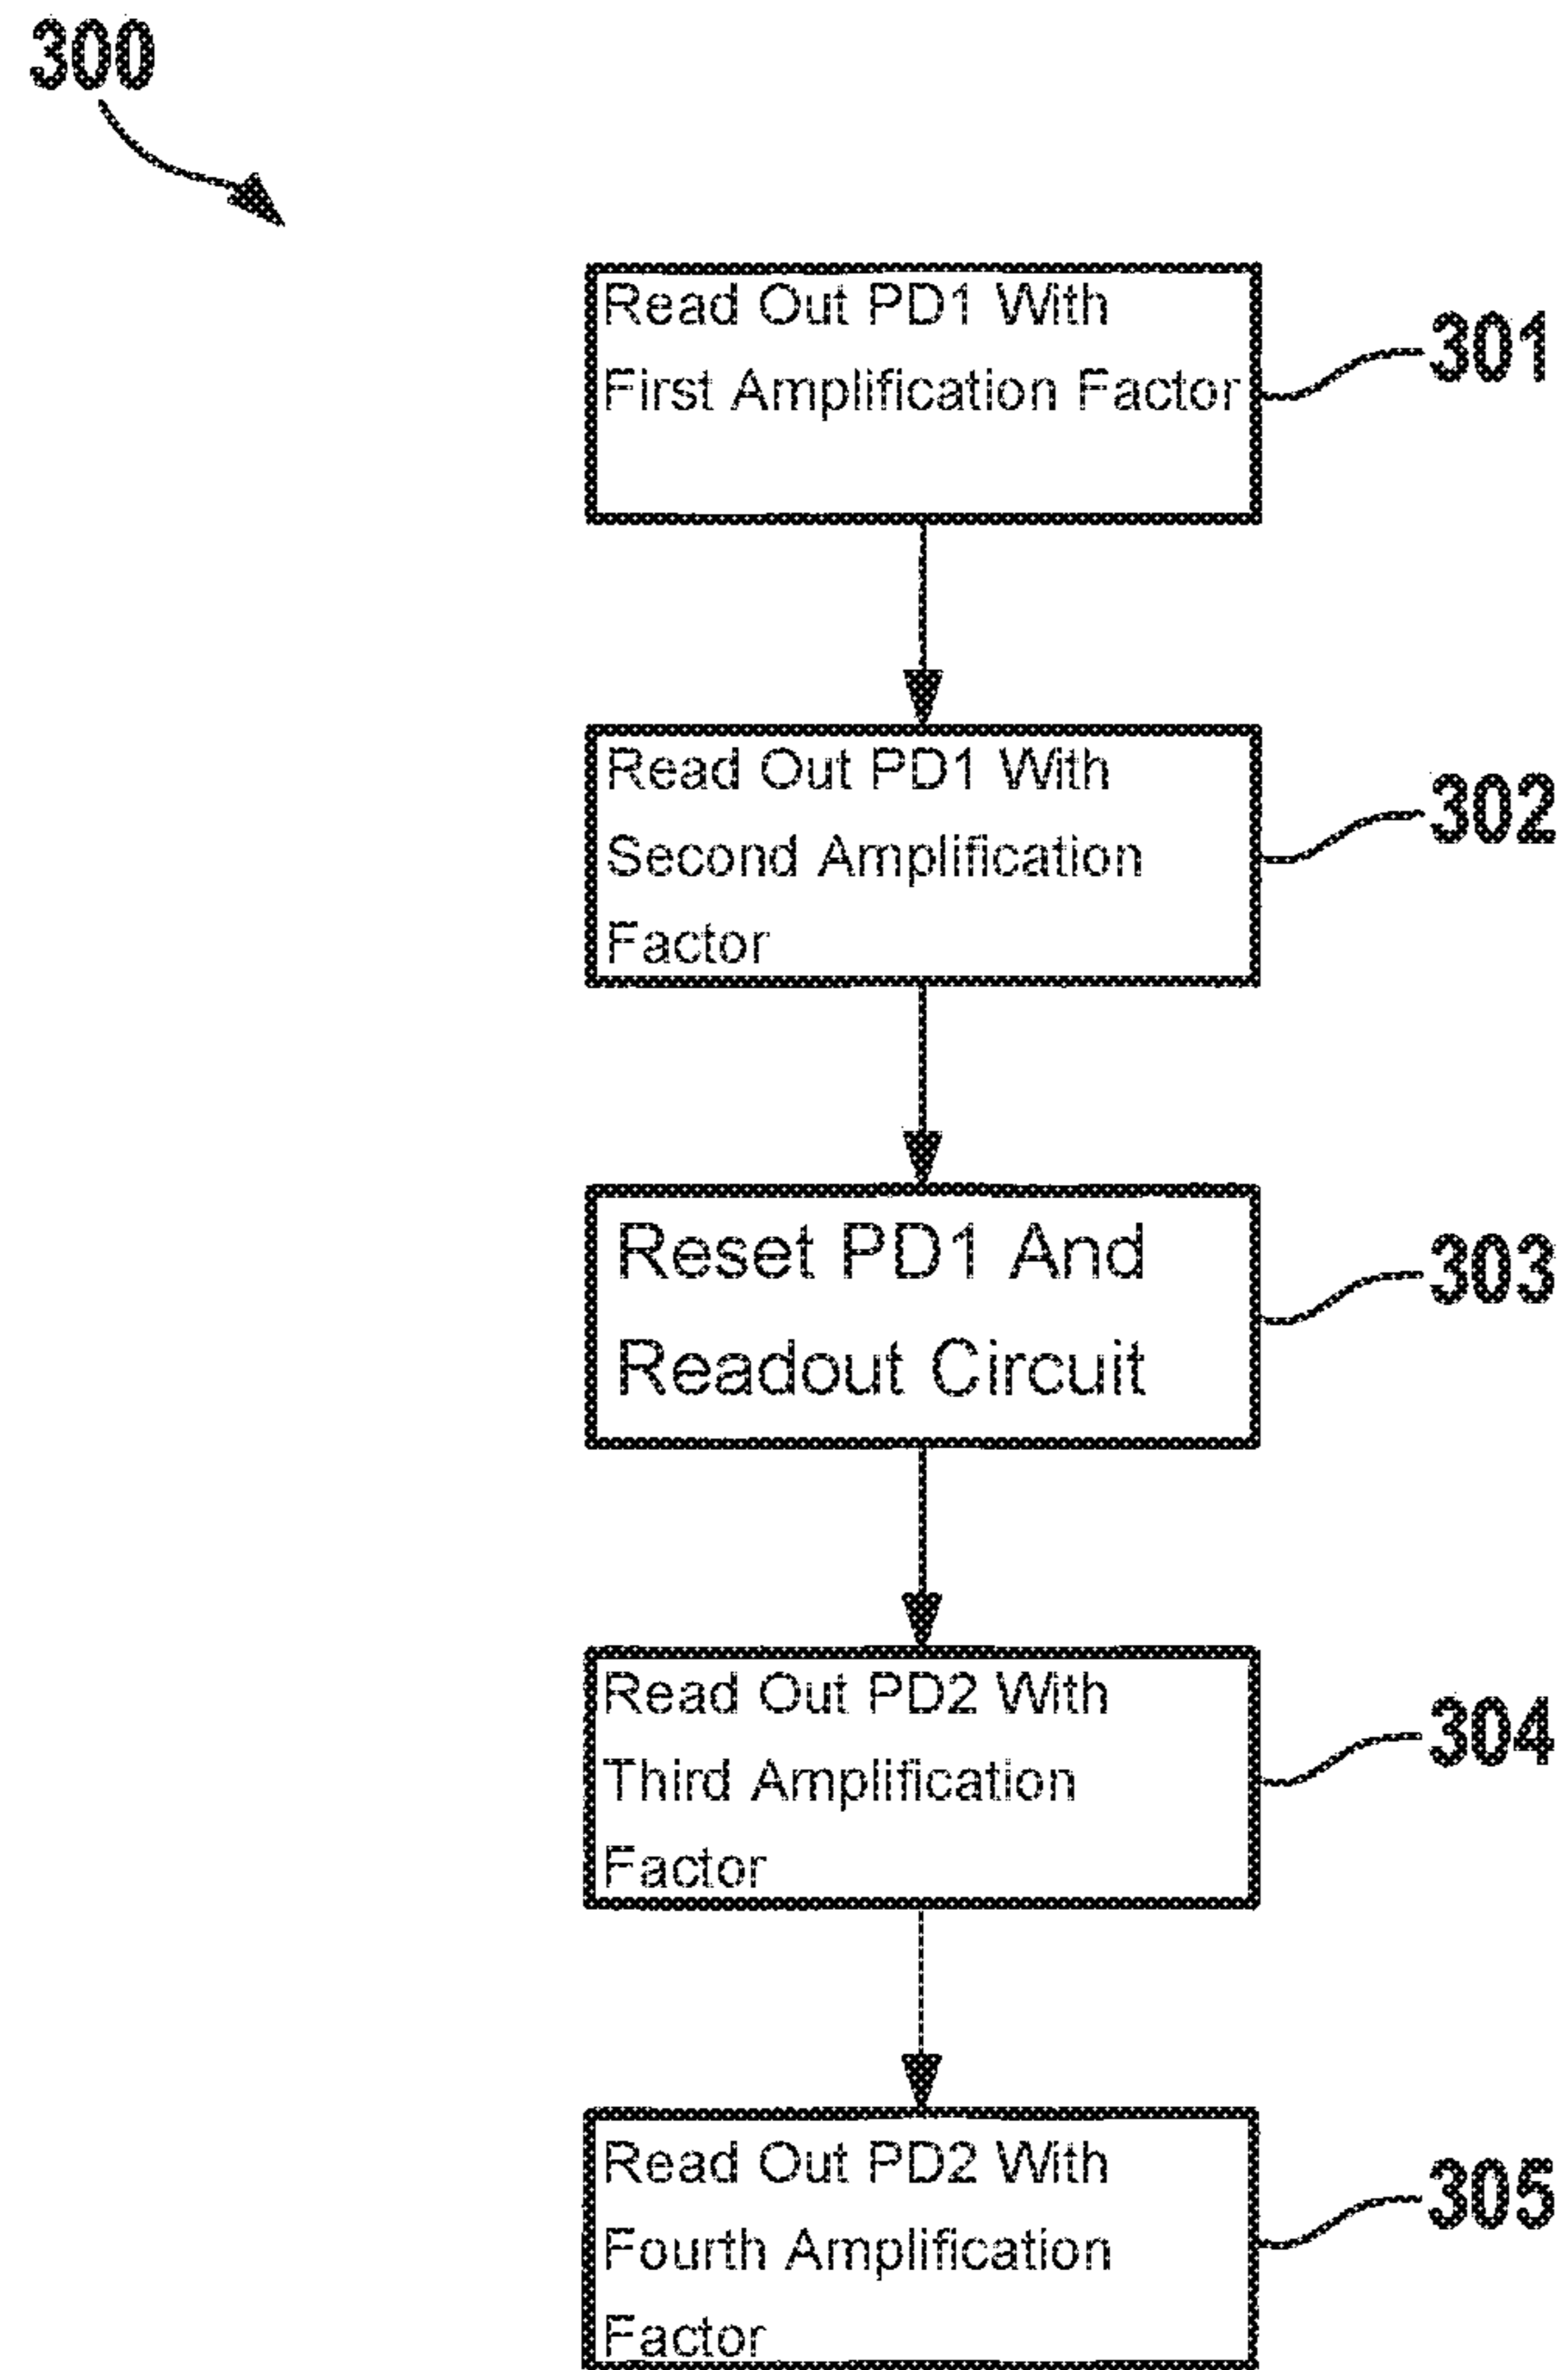 300
Read Out PD1 With
First Amplification Factor
301
Read Out PD1 With
Second Amplification
Factor
302
Reset PD1 And
Readout Circuit
303
Read Out PD2 With
Third Amplification
Factor
304
Read Out PD2 With
Fourth Amplification
Factor
305